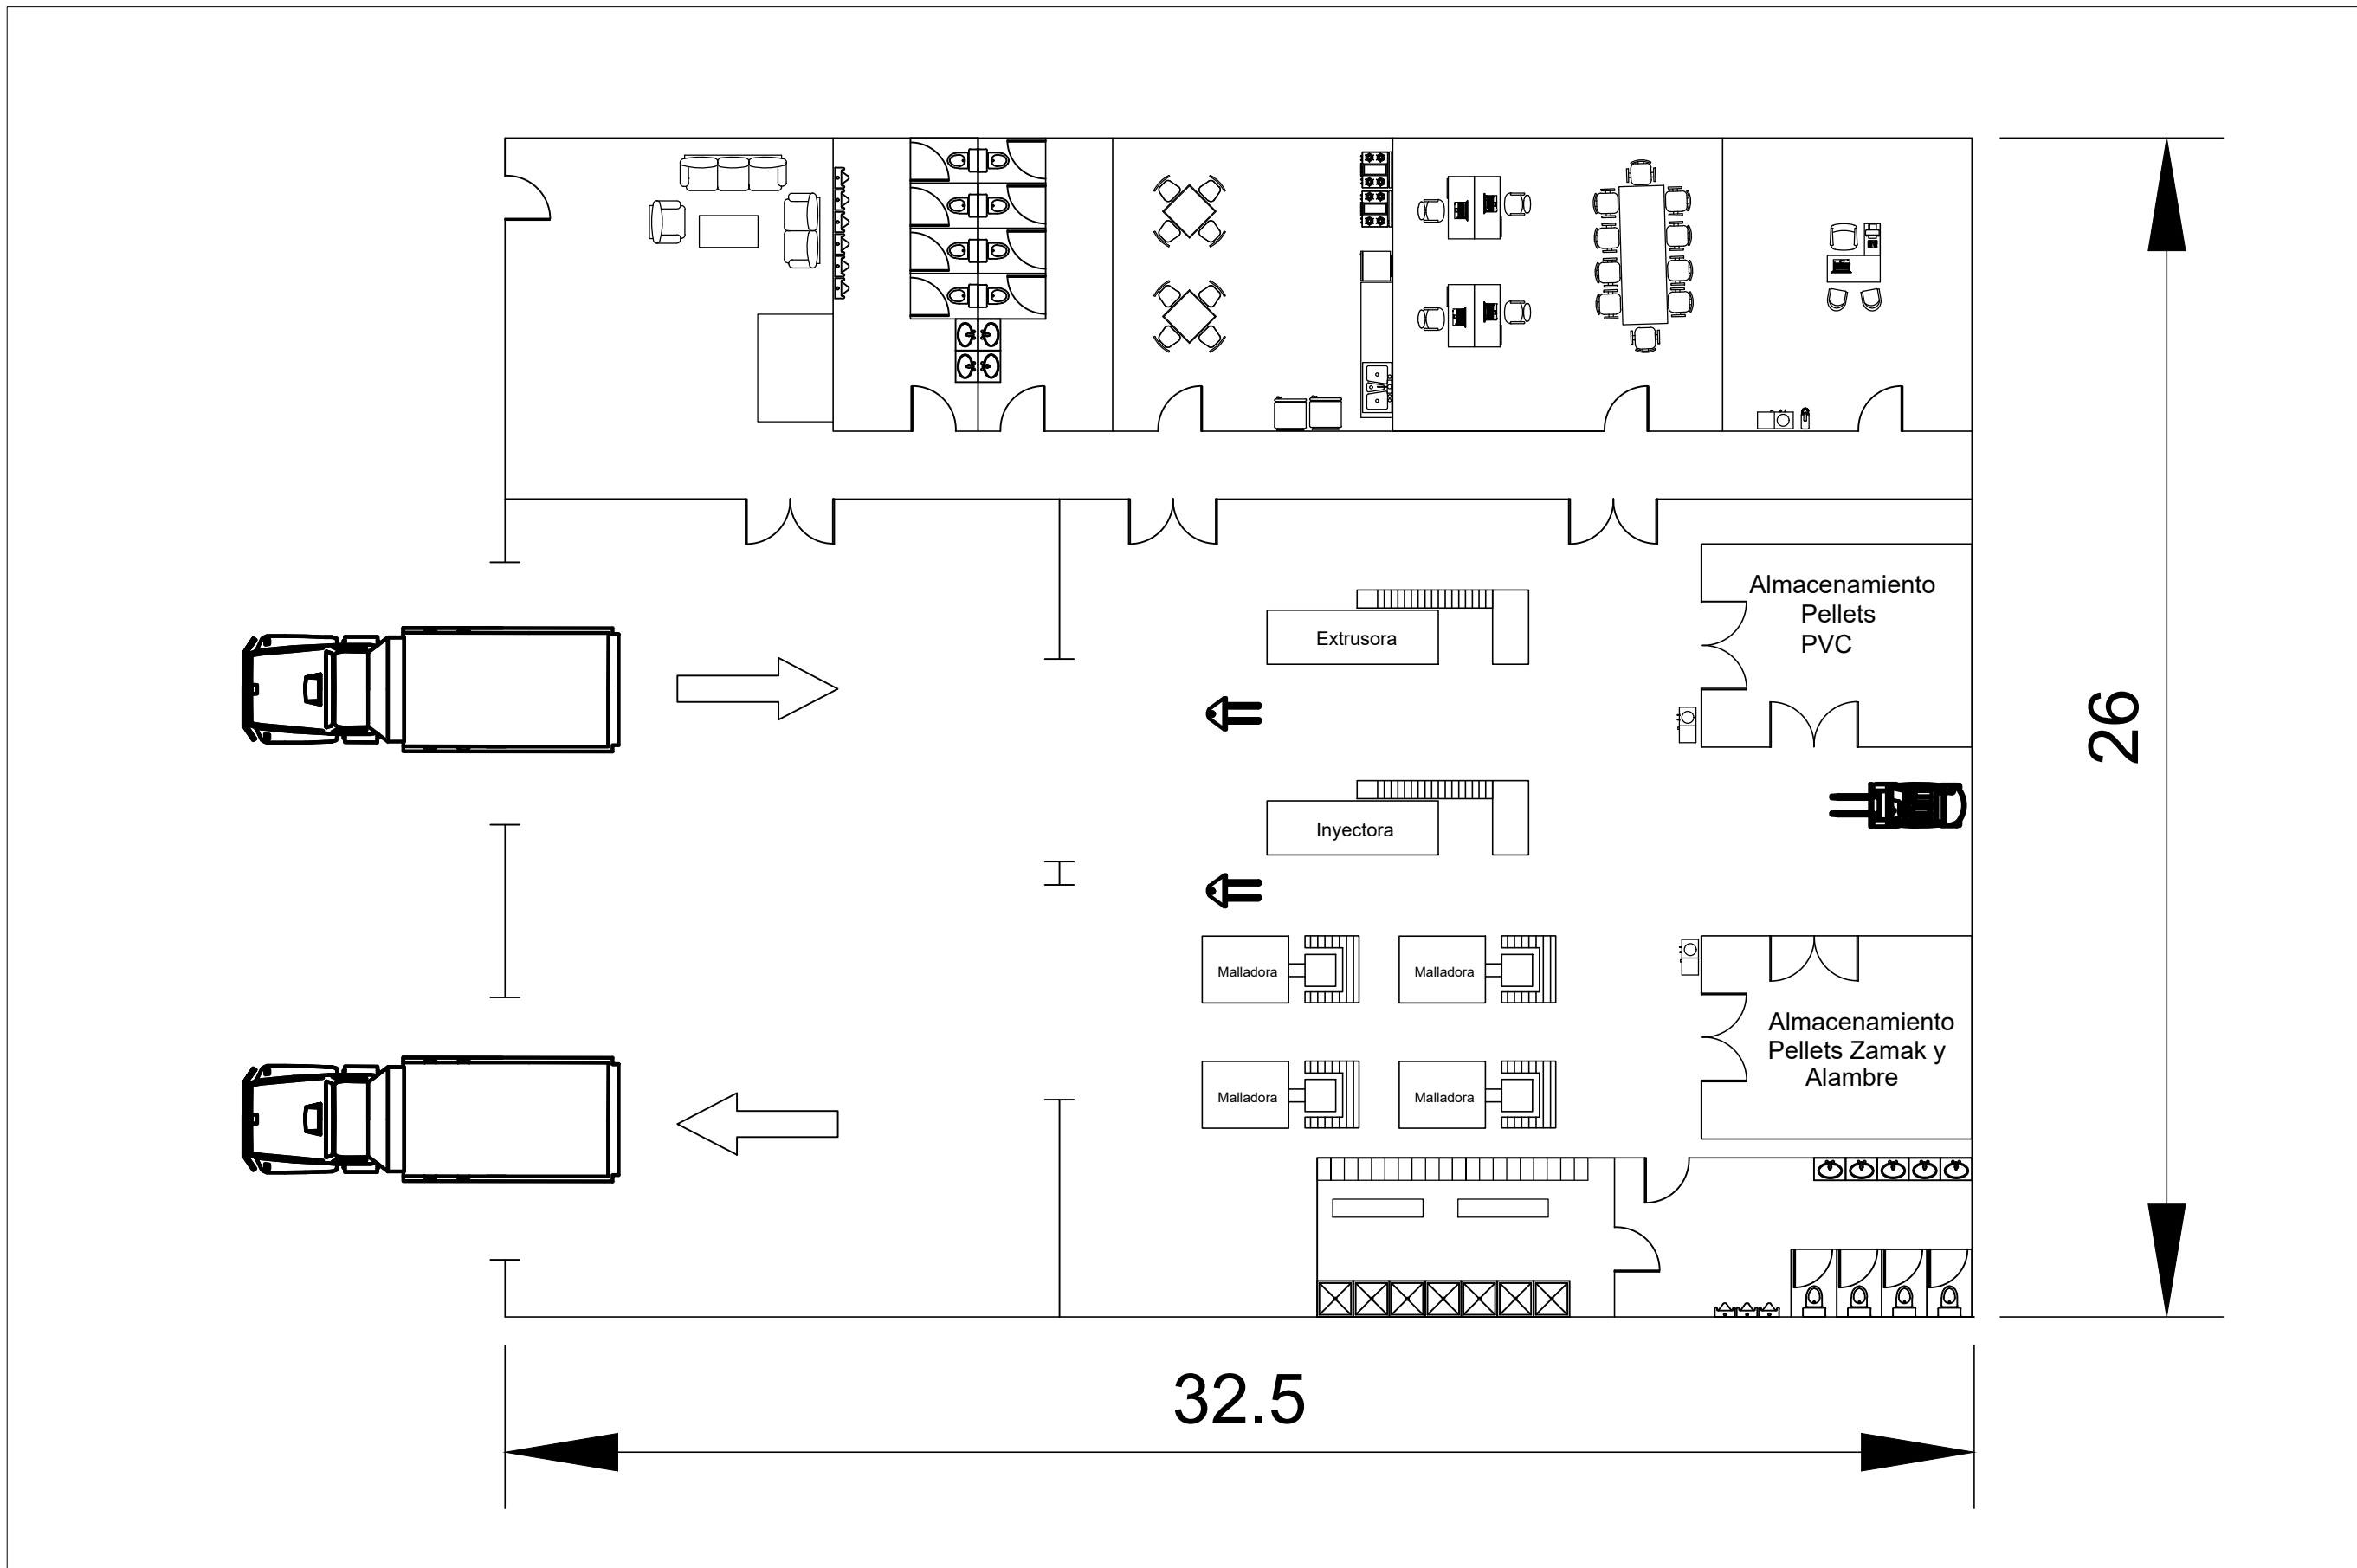 Almacenamiento
Pellets
PVC
Extrusora
26
Inyectora
Malladora
Malladora
Almacenamiento
Pellets Zamak y
Alambre
Malladora
Malladora
32.5